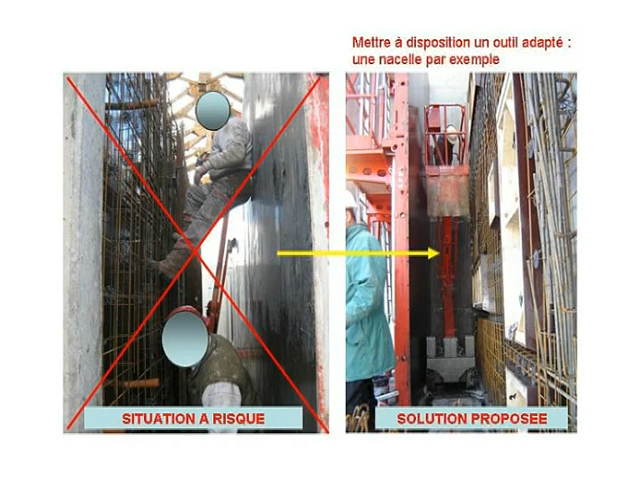 Mettre à disposition un outil adapté :
une nacelle par exemple
SITUATION A RISQUE
SOLUTION PROPOSEE